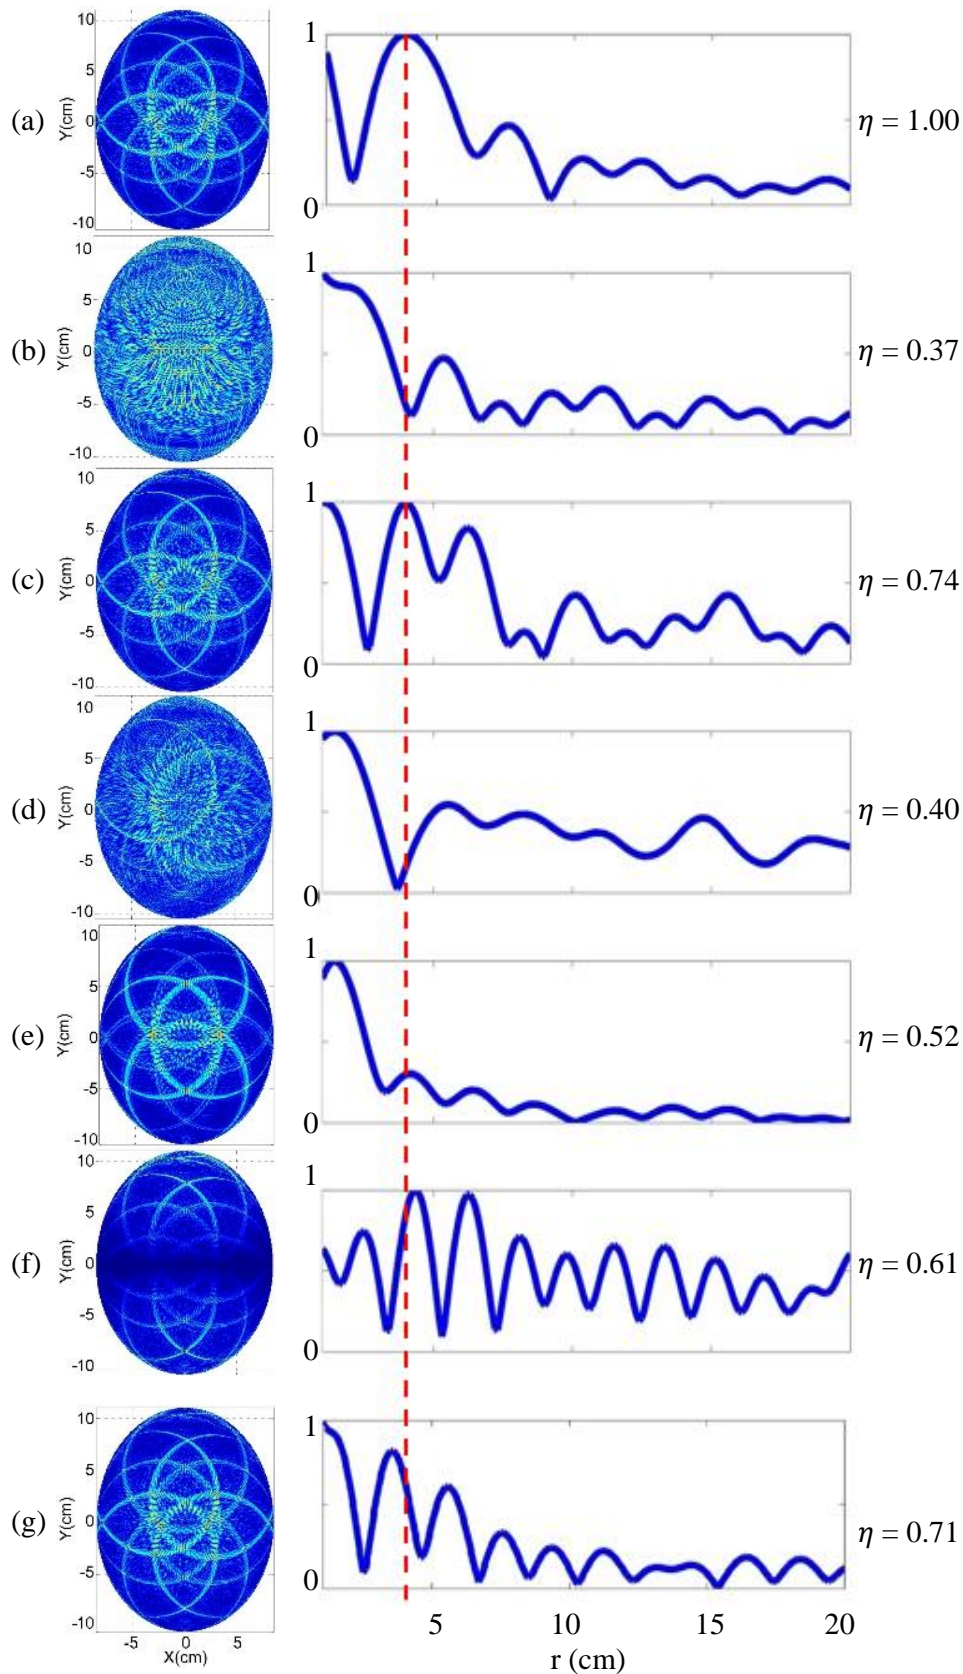 (a)
Y(cm)
10
5
0
-5
-10
1
0
η = 1.00
(b)
Y(cm)
10
5
0
-5
-10
1
0
η = 0.37
(c)
Y(cm)
10
5
0
-5
-10
1
0
η = 0.74
(d)
Y(cm)
10
5
0
-5
-10
1
0
η = 0.40
(e)
Y(cm)
10
5
0
-5
-10
1
0
η = 0.52
(f)
Y(cm)
10
5
0
-5
-10
1
0
η = 0.61
(g)
Y(cm)
10
5
0
-5
-10
1
0
η = 0.71
-5 0 5
X(cm)
5 10 15 20
r (cm)